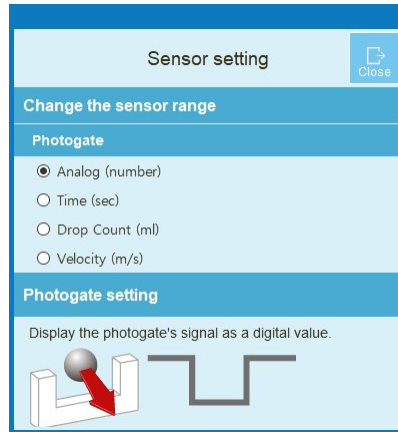 Sensor setting
Close
Change the sensor range
Photogate
Analog (number)
Time (sec)
Drop Count (ml)
Velocity (m/s)
Photogate setting
Display the photogate's signal as a digital value.